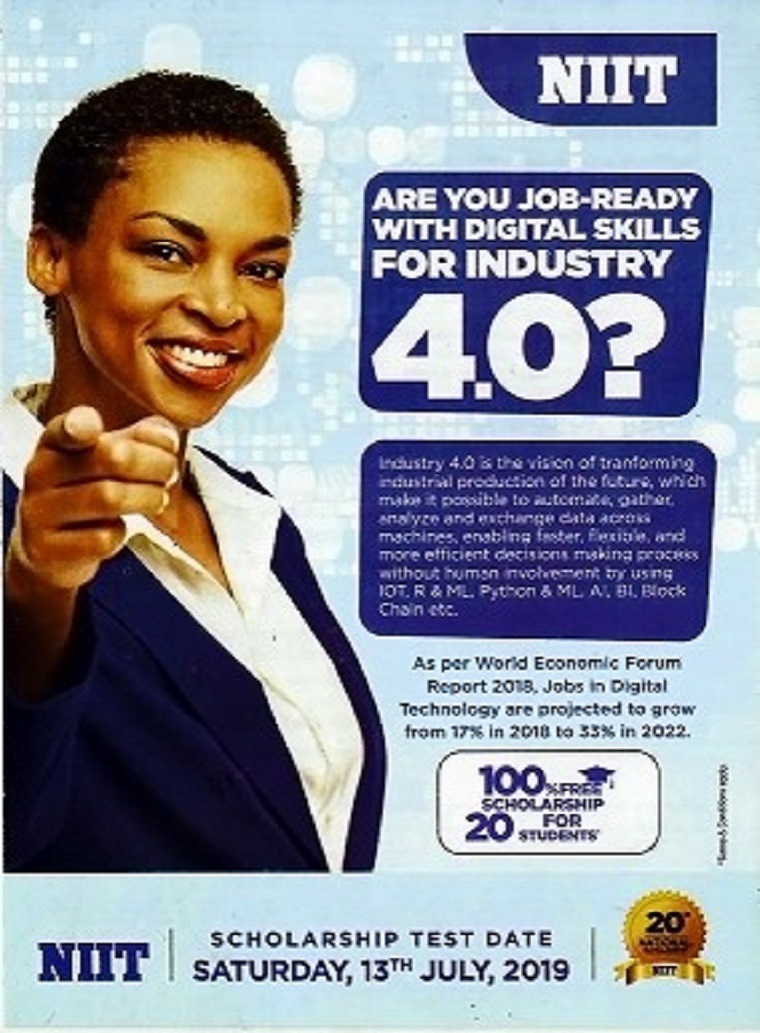 NIIT
ARE YOU JOB-READY
WITH DIGITAL SKILLS
FOR INDUSTRY
4.0?
Industry 4.0 is the vision of tranforming
industrial production of the future, which
make it possible to automate, gather,
analyze and exchange data across
machines, enabling faster, flexible, and
more efficient decisions making process
without human involvement by using
IOT, R & ML, Python & ML, AI, BI, Block
Chain etc.
As per World Economic Forum
Report 2018, Jobs in Digital
Technology are projected to grow
from 17% in 2018 to 33% in 2022.
100%FREE
SCHOLARSHIP
20 FOR
STUDENTS*
*Terms & Conditions apply
NIIT
SCHOLARSHIP TEST DATE
SATURDAY, 13TH JULY, 2019
20
NIIT